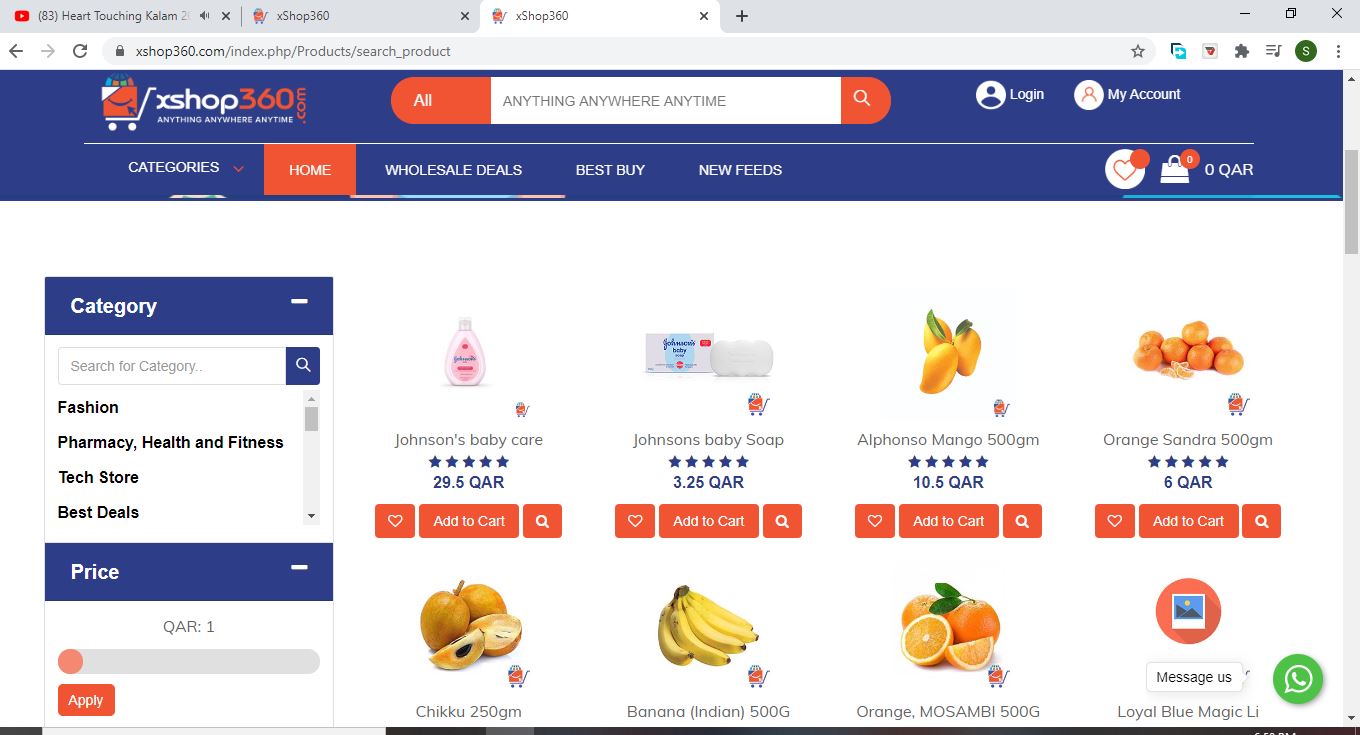 (83) Heart Touching Kalam 20
xShop360
xShop360
xshop360.com/index.php/Products/search_product
S
xshop360.com
ANYTHING ANYWHERE ANYTIME
All
ANYTHING ANYWHERE ANYTIME
Login
My Account
CATEGORIES
HOME
WHOLESALE DEALS
BEST BUY
NEW FEEDS
0
0 QAR
Category
Search for Category..
Fashion
Pharmacy, Health and Fitness
Tech Store
Best Deals
Price
QAR: 1
Apply
Johnson's baby care
29.5 QAR
Add to Cart
Johnson's
baby
soap
Johnsons baby Soap
3.25 QAR
Add to Cart
Alphonso Mango 500gm
10.5 QAR
Add to Cart
Orange Sandra 500gm
6 QAR
Add to Cart
Chikku 250gm
Banana (Indian) 500G
Orange, MOSAMBI 500G
Loyal Blue Magic Li
Message us